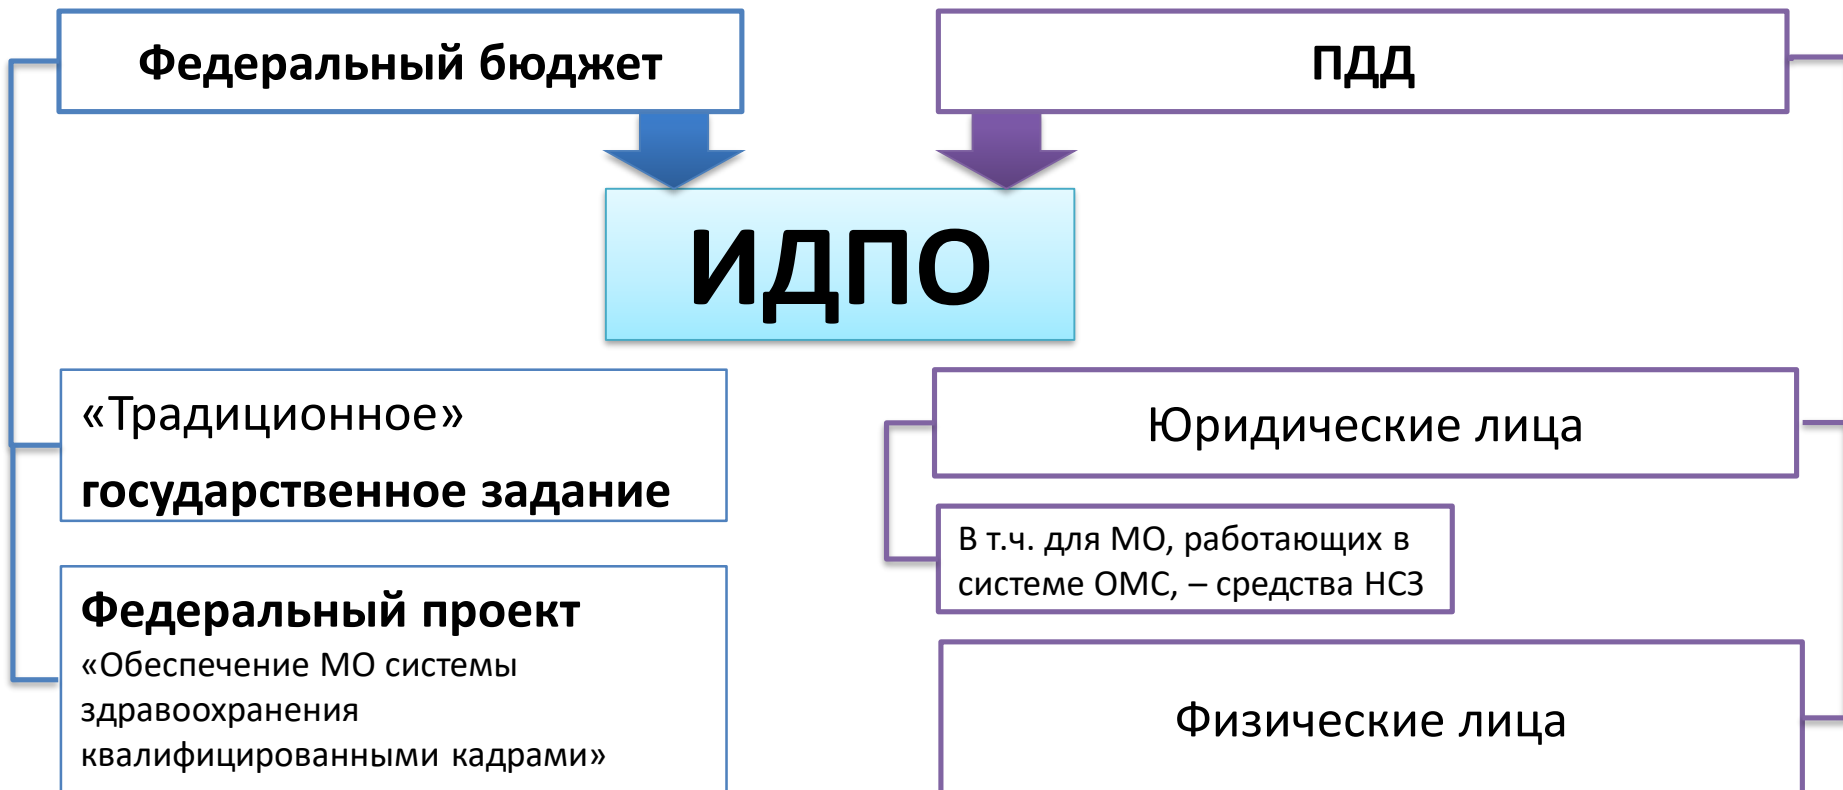 Федеральный бюджет
ПДД
ИДПО
«Традиционное»
государственное задание
Федеральный проект
«Обеспечение МО системы
здравоохранения
квалифицированными кадрами»
Юридические лица
В т.ч. для МО, работающих в
системе ОМС, – средства НСЗ
Физические лица